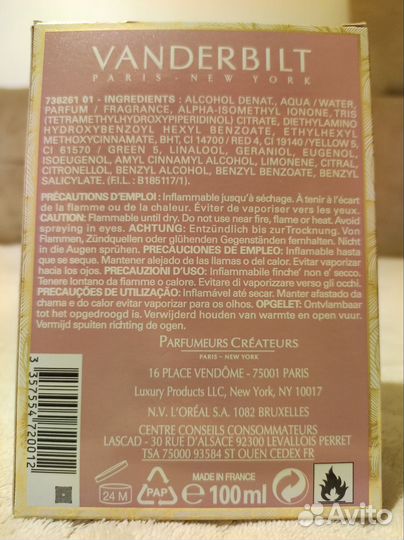 VANDERBILT
PARIS - NEW YORK
738261 01 - INGREDIENTS : ALCOHOL DENAT., AQUA / WATER,
PARFUM / FRAGRANCE, ALPHA-ISOMETHYL IONONE, TRIS
(TETRAMETHYLHYDROXYPIPERIDINOL) CITRATE, DIETHYLAMINO
HYDROXYBENZOYL HEXYL BENZOATE, ETHYLHEXYL
METHOXYCINNAMATE, BHT, CI 14700 / RED 4, CI 19140 / YELLOW 5,
CI 61570 / GREEN 5, LINALOOL, GERANIOL, EUGENOL,
ISOEUGENOL, AMYL CINNAMYL ALCOHOL, LIMONENE, CITRAL,
CITRONELLOL, BENZYL ALCOHOL, BENZYL BENZOATE, BENZYL
SALICYLATE. (F.I.L. : B185117/1).
PRÉCAUTIONS D'EMPLOI : Inflammable jusqu'à séchage. À tenir à l'écart
de la flamme ou de la chaleur. Éviter de vaporiser vers les yeux.
CAUTION: Flammable until dry. Do not use near fire, flame or heat. Avoid
spraying in eyes. ACHTUNG: Entzündlich bis zur Trocknung. Von
Flammen, Zündquellen oder glühenden Gegenständen fernhalten. Nicht
in die Augen sprühen. PRECAUCIONES DE EMPLEO: Inflamable hasta
que se seque. Mantener alejado de las llamas o del calor. Evitar vaporizar
hacia los ojos. PRECAUZIONI D'USO: Infiammabile finche' non e' secco.
Tenere lontano da fiamme e calore. Evitare di vaporizzare verso gli occhi.
PRECAUÇÕES DE UTILIZAÇÃO: Inflamável até secar. Manter afastado da
chama e do calor evitar vaporizar para os olhos. OPGELET: Ontvlambaar
tot het opgedroogd is. Verwijderd houden van warmte en open vuur.
Vermijd spuiten richting de ogen.
PARFUMEURS CRÉATEURS
PARIS - NEW YORK
16 PLACE VENDÔME - 75001 PARIS
Luxury Products LLC, New York, NY 10017
N.V. L'ORÉAL S.A. 1082 BRUXELLES
CENTRE CONSEILS CONSOMMATEURS
LASCAD - 30 RUE D'ALSACE 92300 LEVALLOIS PERRET
TSA 75000 93584 ST OUEN CEDEX FR
MADE IN FRANCE
24 M
PAP
e 100 ml
3 357554 720012
Avito